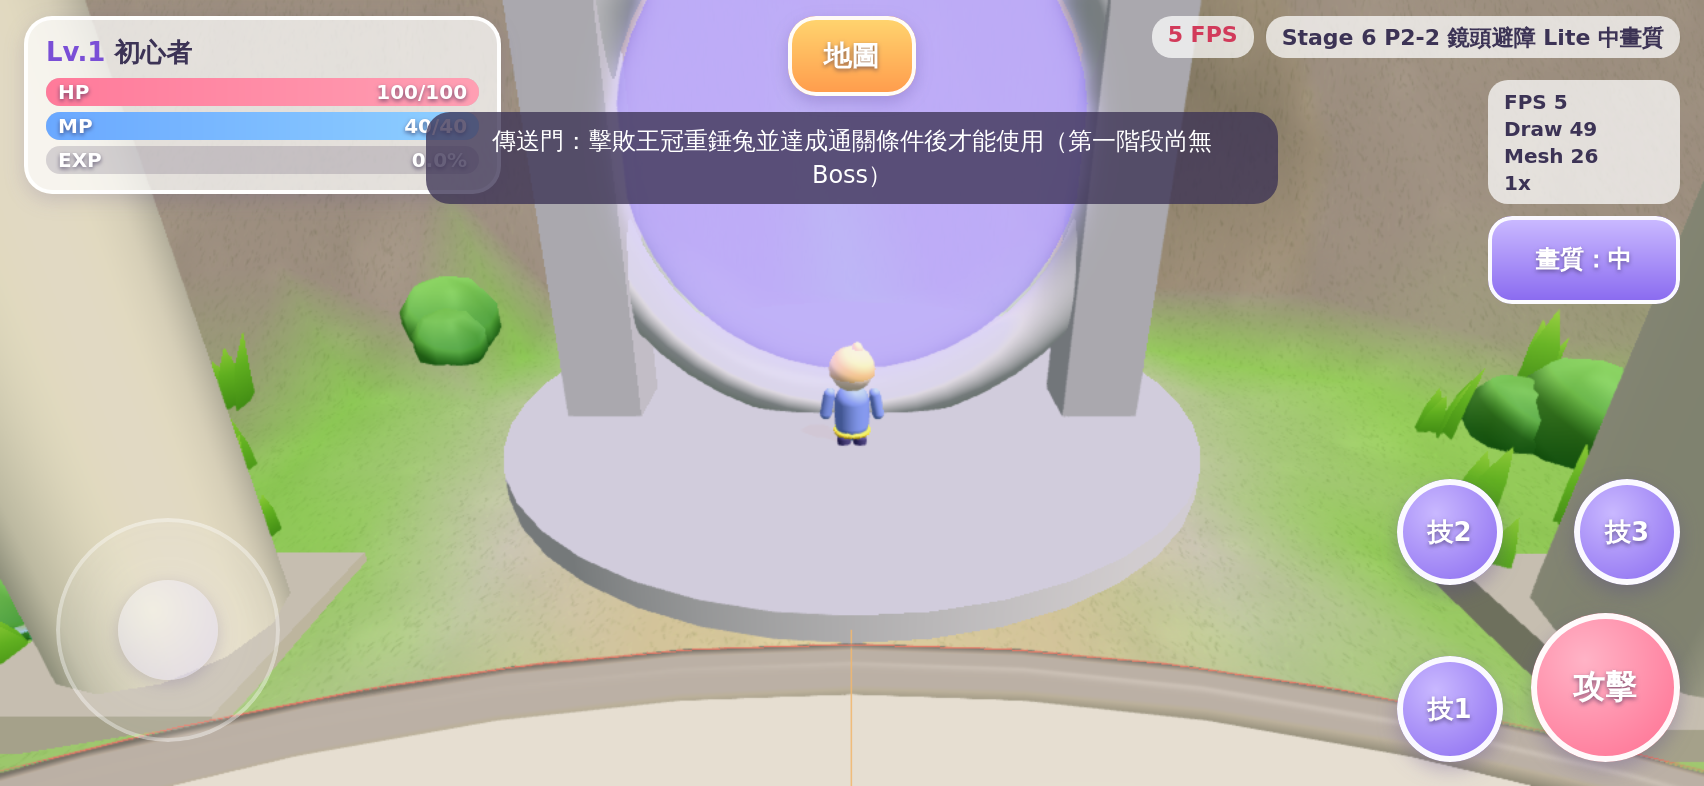 Lv.1 初心者
HP 100/100
MP 40/40
EXP 0.0%
地圖
傳送門：擊敗王冠重錘兔並達成通關條件後才能使用（第一階段尚無
Boss）
5 FPS
Stage 6 P2-2 鏡頭避障 Lite 中畫質
FPS 5
Draw 49
Mesh 26
1x
畫質：中
技2
技3
技1
攻擊